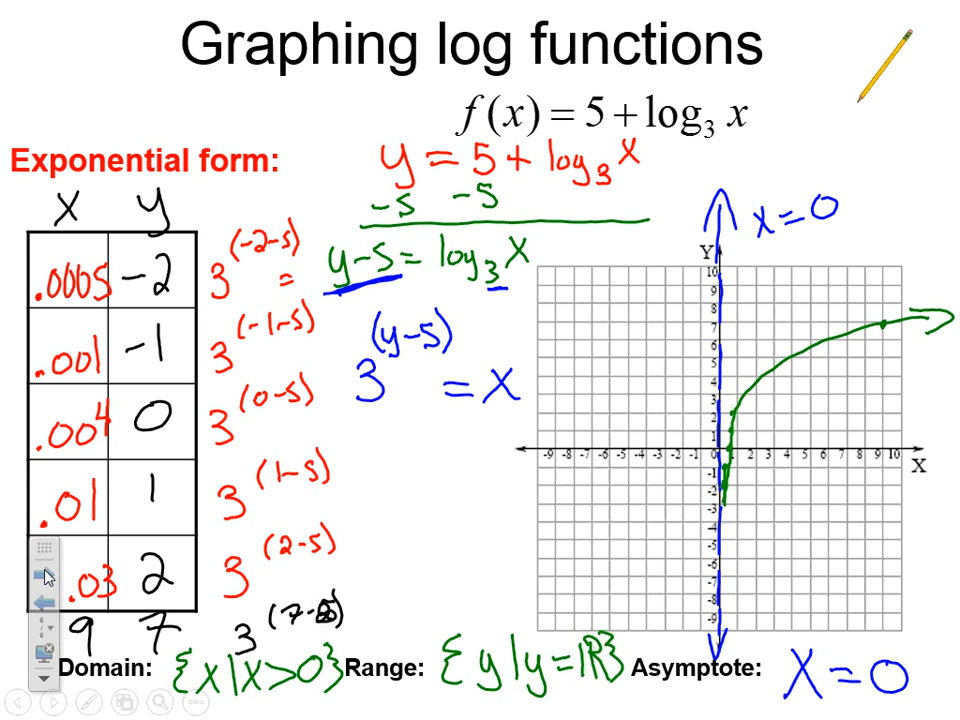 Graphing log functions
f(x) = 5 + log₃ x
Exponential form:
y = 5 + log₃ x
-5 -5
y-5 = log₃ x
3^(y-5) = x
x y
.0005 -2 3^(-2-5) =
.001 -1 3^(-1-5)
.004 0 3^(0-5)
.01 1 3^(1-5)
.03 2 3^(2-5)
9 7 3^(7-5)
x=0
Y
10
9
8
7
6
5
4
3
2
1
0
-9 -8 -7 -6 -5 -4 -3 -2 -1 1 2 3 4 5 6 7 8 9 10 X
-1
-2
-3
-4
-5
-6
-7
-8
-9
Domain: {x|x>0} Range: {y|y=ℝ} Asymptote: x=0